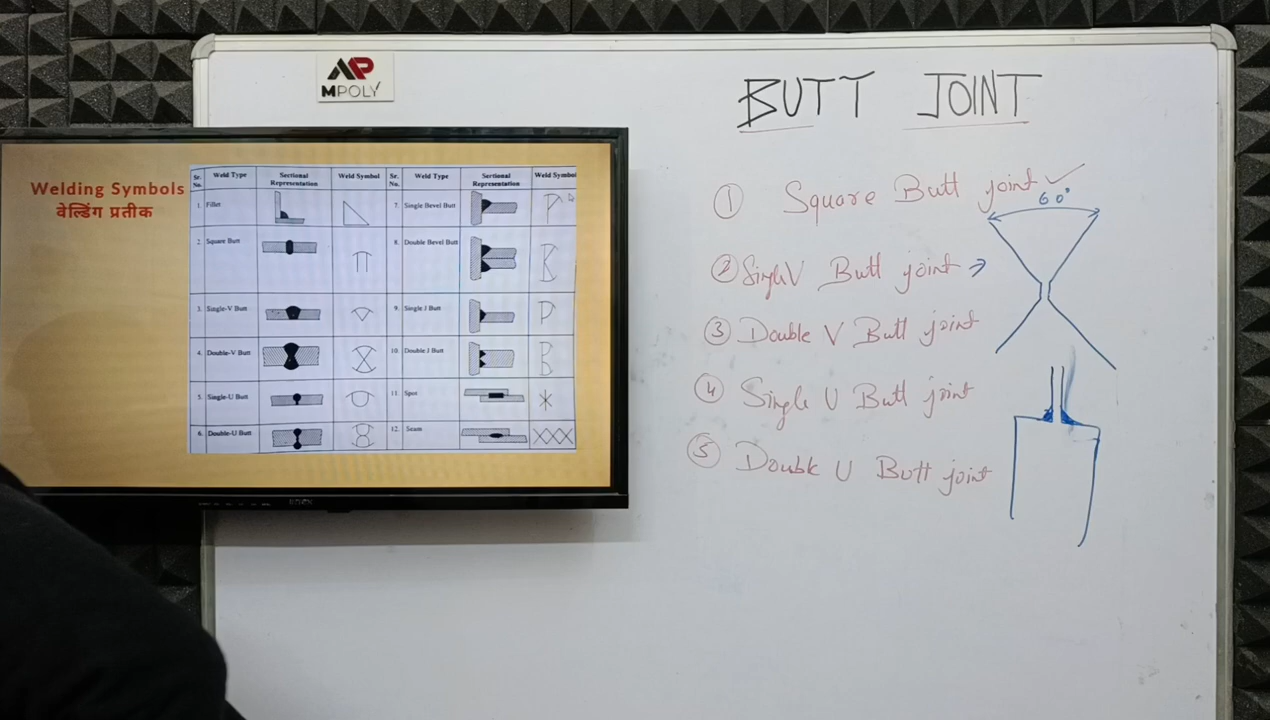 MPOLY
BUTT JOINT
Welding Symbols
वेल्डिंग प्रतीक
Sr. No. Weld Type Sectional Representation Weld Symbol Sr. No. Weld Type Sectional Representation Weld Symbol
1. Fillet 7. Single Bevel Butt
2. Square Butt 8. Double Bevel Butt
3. Single-V Butt 9. Single J Butt
4. Double-V Butt 10. Double J Butt
5. Single-U Butt 11. Spot
6. Double-U Butt 12. Seam
① Square Butt joint ✓
60°
② Single V Butt joint →
③ Double V Butt joint
④ Single U Butt joint
⑤ Double U Butt joint